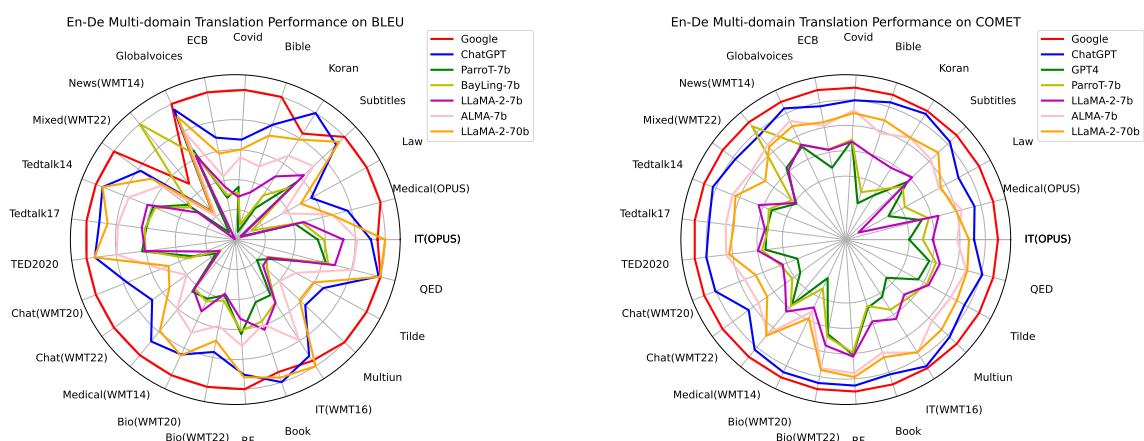 En-De Multi-domain Translation Performance on BLEU
Google
ChatGPT
ParroT-7b
BayLing-7b
LLaMA-2-7b
ALMA-7b
LLaMA-2-70b
IT(OPUS)
Medical(OPUS)
Law
Subtitles
Koran
Bible
Covid
ECB
Globalvoices
News(WMT14)
Mixed(WMT22)
Tedtalk14
Tedtalk17
TED2020
Chat(WMT20)
Chat(WMT22)
Medical(WMT14)
Bio(WMT20)
Bio(WMT22)
Book
IT(WMT16)
Multiun
Tilde
QED
En-De Multi-domain Translation Performance on COMET
Google
ChatGPT
GPT4
ParroT-7b
LLaMA-2-7b
ALMA-7b
LLaMA-2-70b
IT(OPUS)
Medical(OPUS)
Law
Subtitles
Koran
Bible
Covid
ECB
Globalvoices
News(WMT14)
Mixed(WMT22)
Tedtalk14
Tedtalk17
TED2020
Chat(WMT20)
Chat(WMT22)
Medical(WMT14)
Bio(WMT20)
Bio(WMT22)
Book
IT(WMT16)
Multiun
Tilde
QED